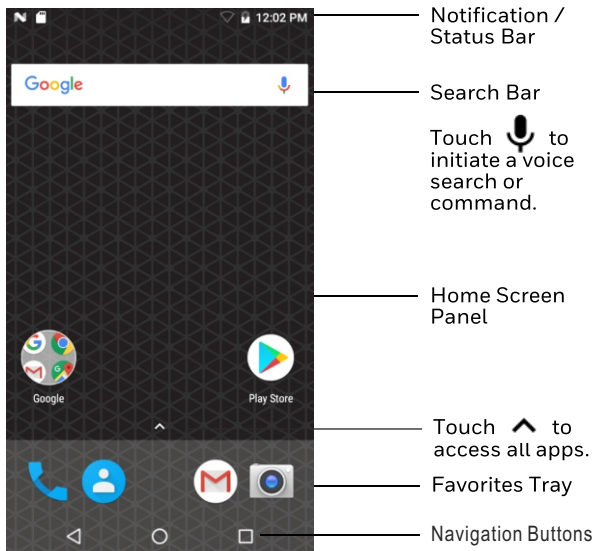 12:02 PM
Notification /
Status Bar
Google
Search Bar
Touch to
initiate a voice
search or
command.
Home Screen
Panel
Google
Play Store
Touch to
access all apps.
Favorites Tray
Navigation Buttons